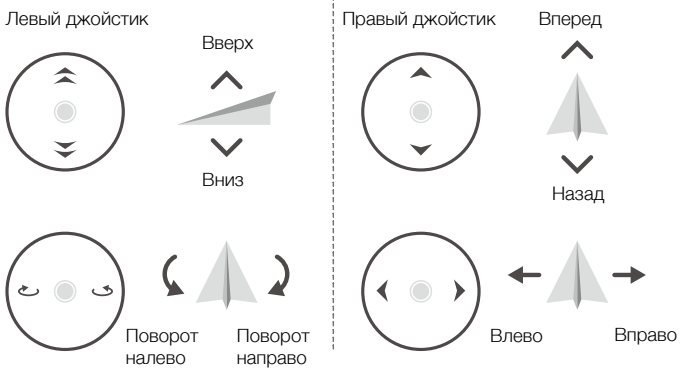 Левый джойстик
Вверх
Вниз
Поворот
налево
Поворот
направо
Правый джойстик
Вперед
Назад
Влево
Вправо